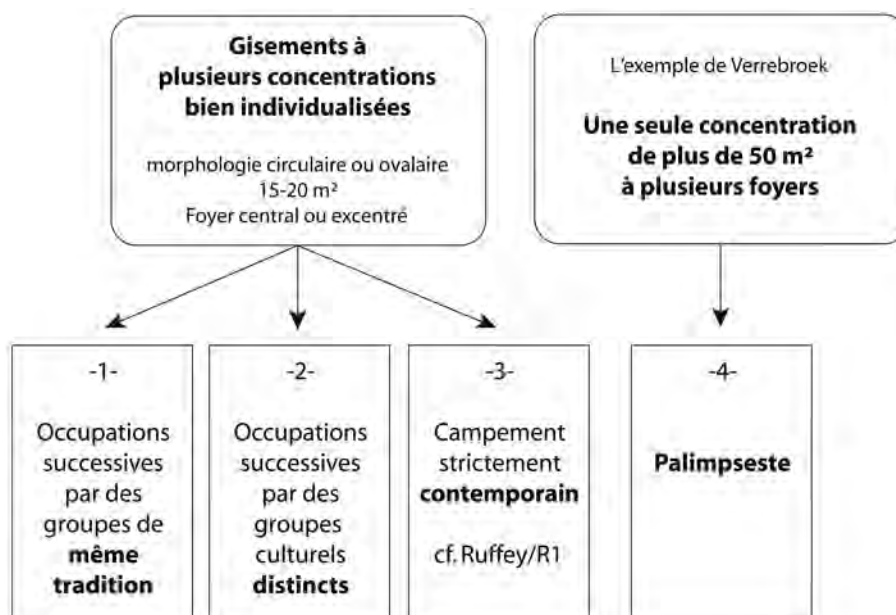 Gisements à
plusieurs concentrations
bien individualisées
morphologie circulaire ou ovalaire
15-20 m²
Foyer central ou excentré
L'exemple de Verrebroek
Une seule concentration
de plus de 50 m²
à plusieurs foyers
-1-
Occupations
successives
par des
groupes de
même
tradition
-2-
Occupations
successives
par des
groupes
culturels
distincts
-3-
Campement
strictement
contemporain
cf. Ruffey/R1
-4-
Palimpseste